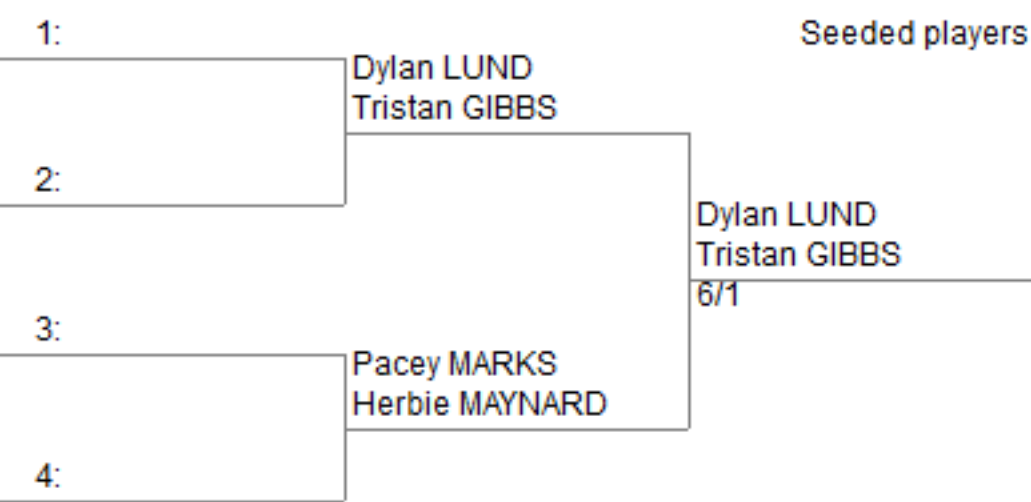 1:
Seeded players
Dylan LUND
Tristan GIBBS
2:
Dylan LUND
Tristan GIBBS
6/1
3:
Pacey MARKS
Herbie MAYNARD
4: